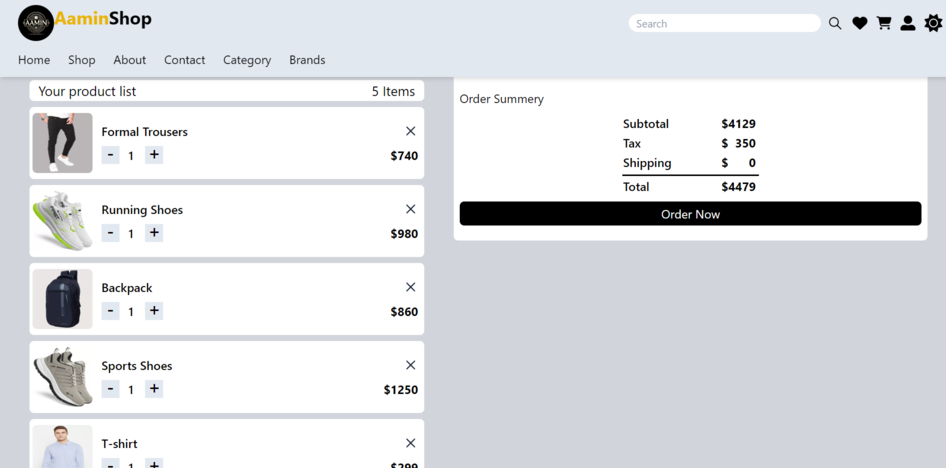 AAMIN
AaminShop
Search
Home Shop About Contact Category Brands
Your product list 5 Items
Formal Trousers
- 1 + $740
Running Shoes
- 1 + $980
Backpack
- 1 + $860
Sports Shoes
- 1 + $1250
T-shirt
- 1 + $299
Order Summery
Subtotal $4129
Tax $ 350
Shipping $ 0
Total $4479
Order Now